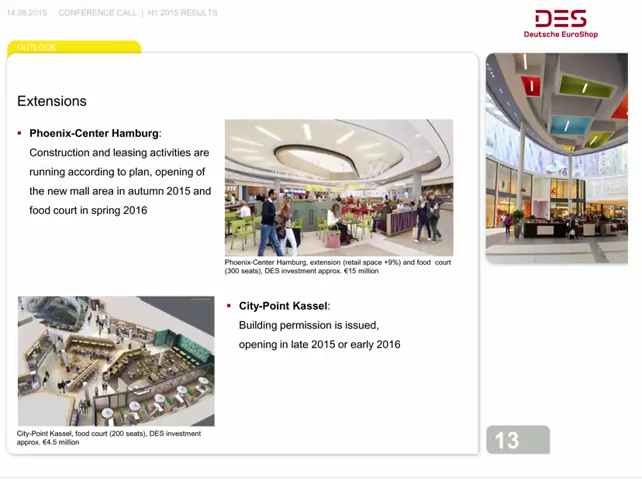 14.08.2015 CONFERENCE CALL | H1 2015 RESULTS
DES
Deutsche EuroShop
OUTLOOK
Extensions
▪ Phoenix-Center Hamburg:
Construction and leasing activities are
running according to plan, opening of
the new mall area in autumn 2015 and
food court in spring 2016
Phoenix-Center Hamburg, extension (retail space +9%) and food court
(300 seats), DES investment approx. €15 million
▪ City-Point Kassel:
Building permission is issued,
opening in late 2015 or early 2016
City-Point Kassel, food court (200 seats), DES investment
approx. €4.5 million
13